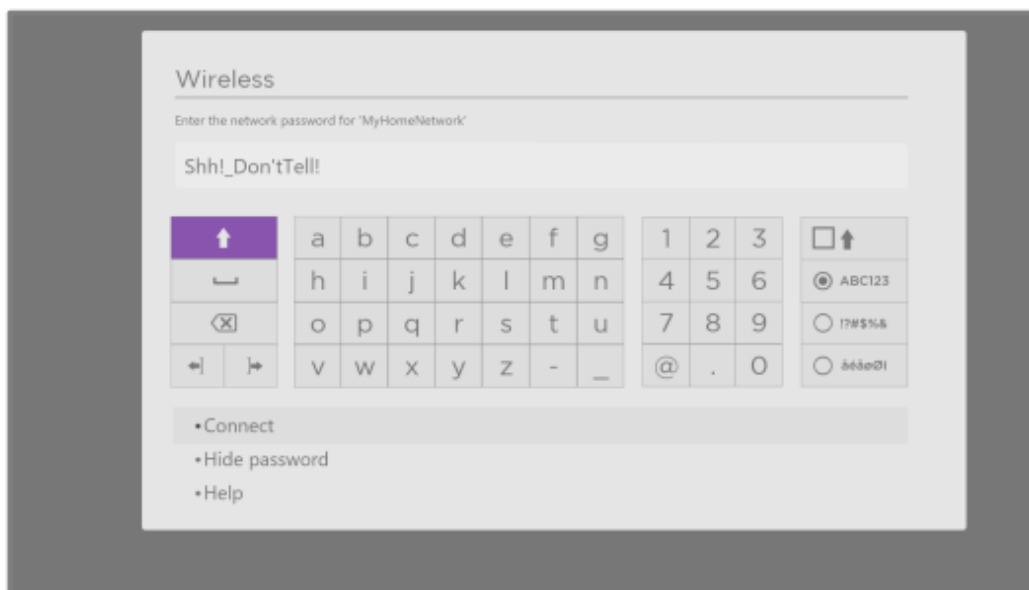 Wireless
Enter the network password for 'MyHomeNetwork'
Shh!_Don'tTell!
a b c d e f g 1 2 3
h i j k l m n 4 5 6 ABC123
o p q r s t u 7 8 9 !?#$%&
v w x y z - _ @ . 0
•Connect
•Hide password
•Help